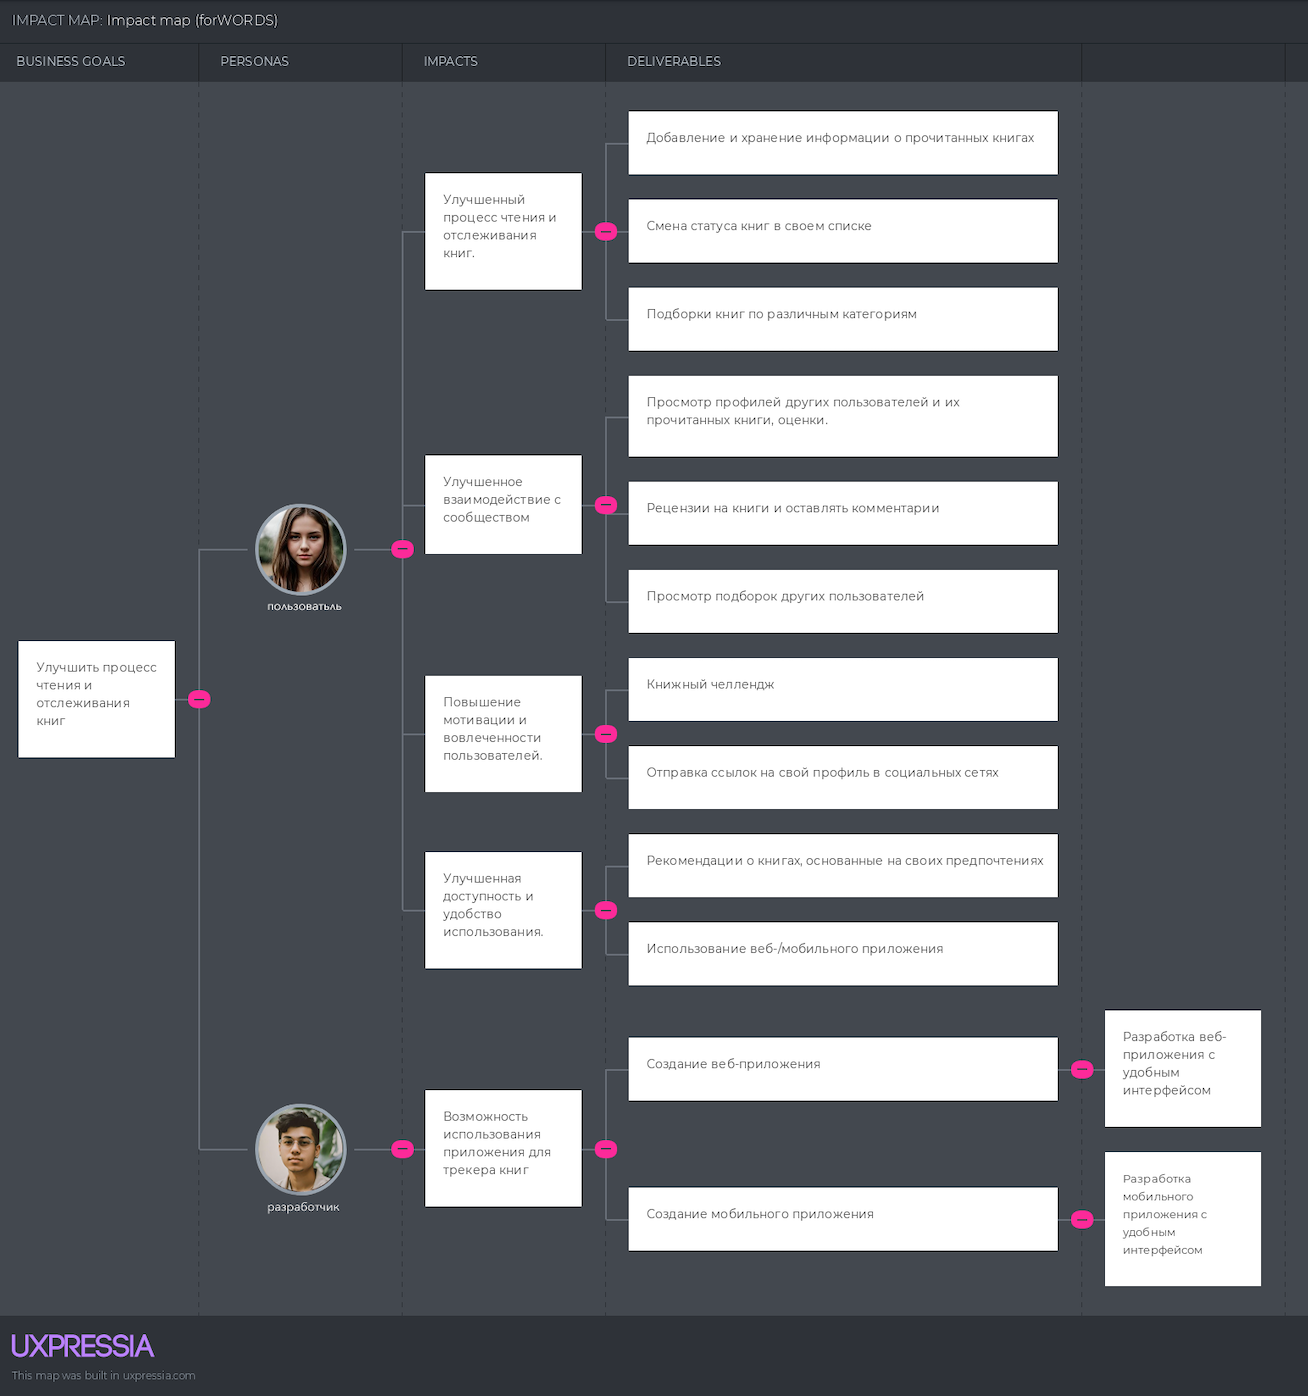 IMPACT MAP: Impact map (forWORDS)
BUSINESS GOALS
PERSONAS
IMPACTS
DELIVERABLES
Улучшить процесс
чтения и
отслеживания
книг
пользоватьль
Улучшенный
процесс чтения и
отслеживания
книг.
Добавление и хранение информации о прочитанных книгах
Смена статуса книг в своем списке
Подборки книг по различным категориям
Улучшенное
взаимодействие с
сообществом
Просмотр профилей других пользователей и их
прочитанных книги, оценки.
Рецензии на книги и оставлять комментарии
Просмотр подборок других пользователей
Повышение
мотивации и
вовлеченности
пользователей.
Книжный челлендж
Отправка ссылок на свой профиль в социальных сетях
Улучшенная
доступность и
удобство
использования.
Рекомендации о книгах, основанные на своих предпочтениях
Использование веб-/мобильного приложения
разработчик
Возможность
использования
приложения для
трекера книг
Создание веб-приложения
Разработка веб-
приложения с
удобным
интерфейсом
Создание мобильного приложения
Разработка
мобильного
приложения с
удобным
интерфейсом
UXPRESSIA
This map was built in uxpressia.com